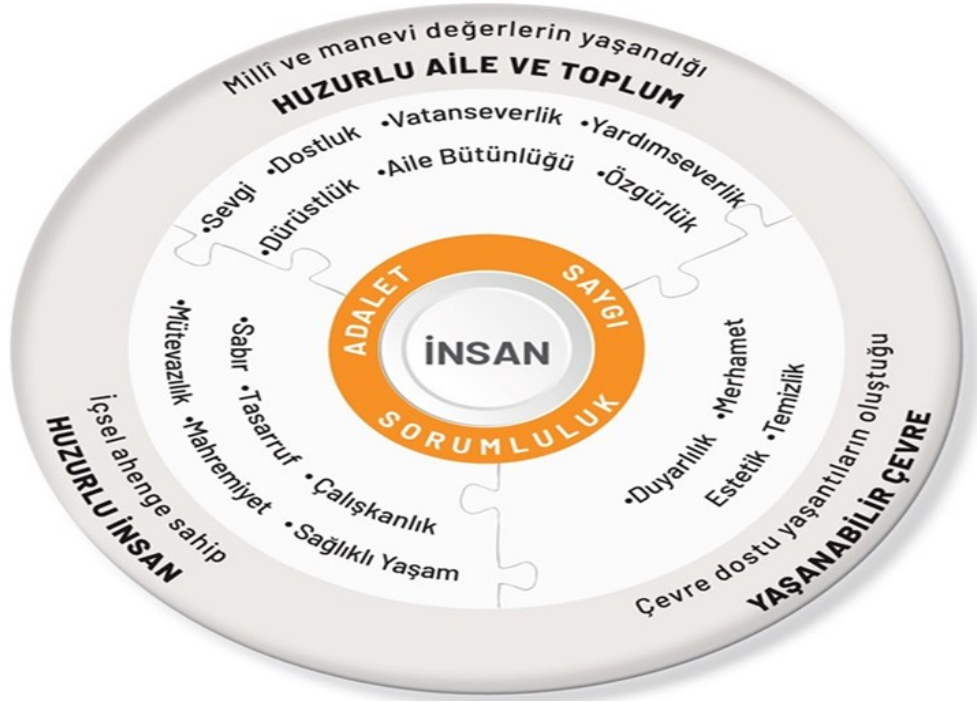 Millî ve manevi değerlerin yaşandığı
HUZURLU AİLE VE TOPLUM
•Sevgi •Dostluk •Vatanseverlik •Yardımseverlik
•Dürüstlük •Aile Bütünlüğü •Özgürlük
ADALET
SAYGI
SORUMLULUK
İNSAN
•Mütevazılık •Mahremiyet •Sağlıklı Yaşam
•Sabır •Tasarruf •Çalışkanlık
İçsel ahenge sahip
HUZURLU İNSAN
•Duyarlılık •Merhamet
Estetik •Temizlik
Çevre dostu yaşantıların oluştuğu
YAŞANABİLİR ÇEVRE